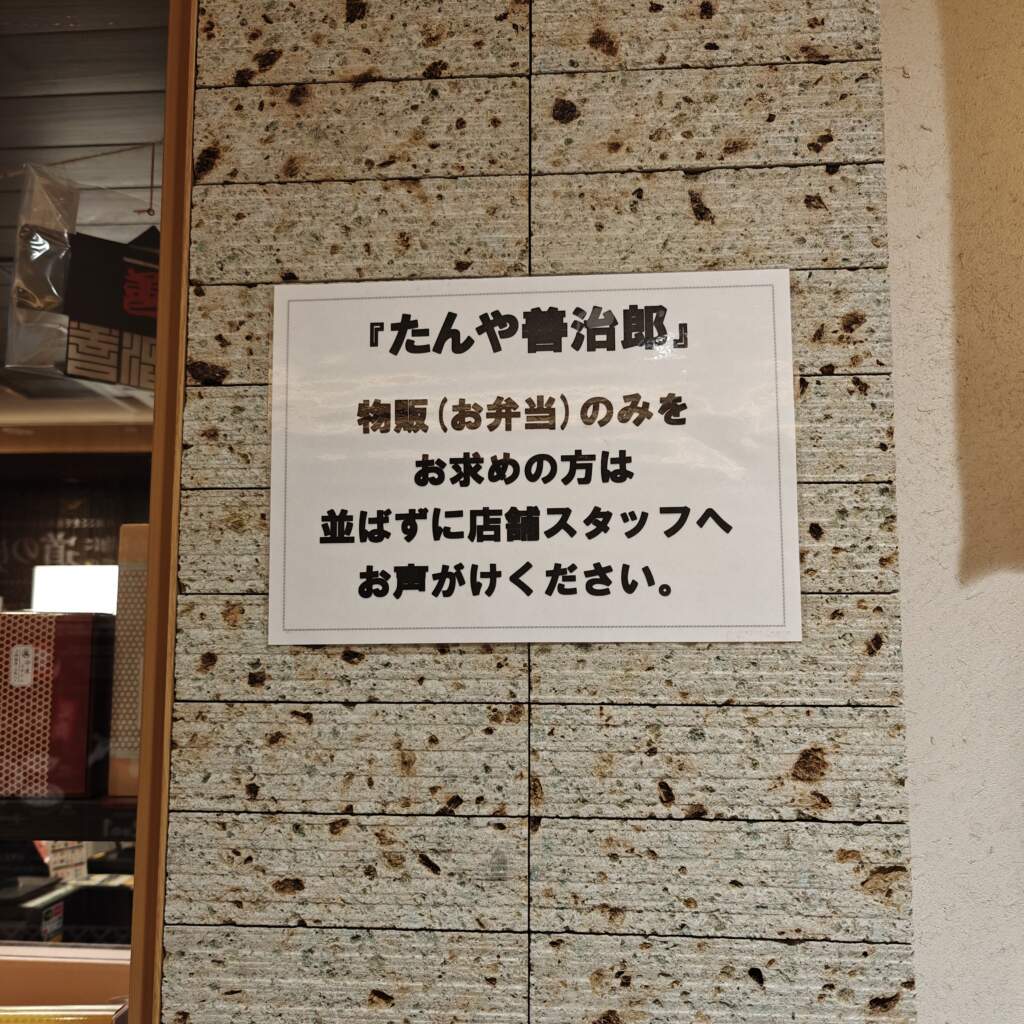 『たんや善治郎』
物販(お弁当)のみを
お求めの方は
並ばずに店舗スタッフへ
お声がけください。